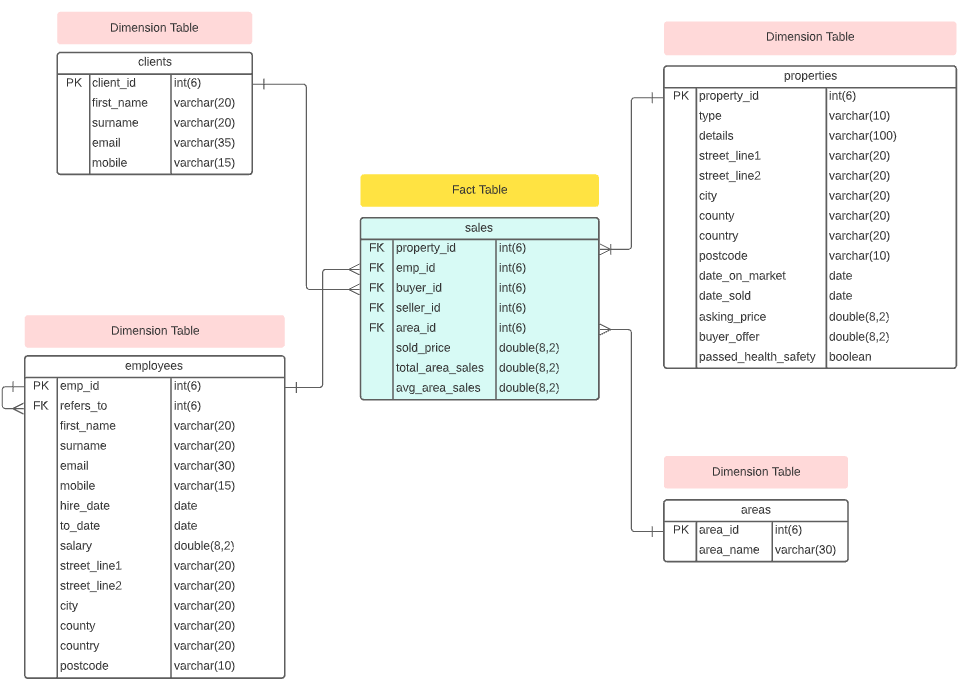 Dimension Table
clients
PK client_id int(6)
first_name varchar(20)
surname varchar(20)
email varchar(35)
mobile varchar(15)
Dimension Table
properties
PK property_id int(6)
type varchar(10)
details varchar(100)
street_line1 varchar(20)
street_line2 varchar(20)
city varchar(20)
county varchar(20)
country varchar(20)
postcode varchar(10)
date_on_market date
date_sold date
asking_price double(8,2)
buyer_offer double(8,2)
passed_health_safety boolean
Fact Table
sales
FK property_id int(6)
FK emp_id int(6)
FK buyer_id int(6)
FK seller_id int(6)
FK area_id int(6)
sold_price double(8,2)
total_area_sales double(8,2)
avg_area_sales double(8,2)
Dimension Table
employees
PK emp_id int(6)
FK refers_to int(6)
first_name varchar(20)
surname varchar(20)
email varchar(30)
mobile varchar(15)
hire_date date
to_date date
salary double(8,2)
street_line1 varchar(20)
street_line2 varchar(20)
city varchar(20)
county varchar(20)
country varchar(20)
postcode varchar(10)
Dimension Table
areas
PK area_id int(6)
area_name varchar(30)